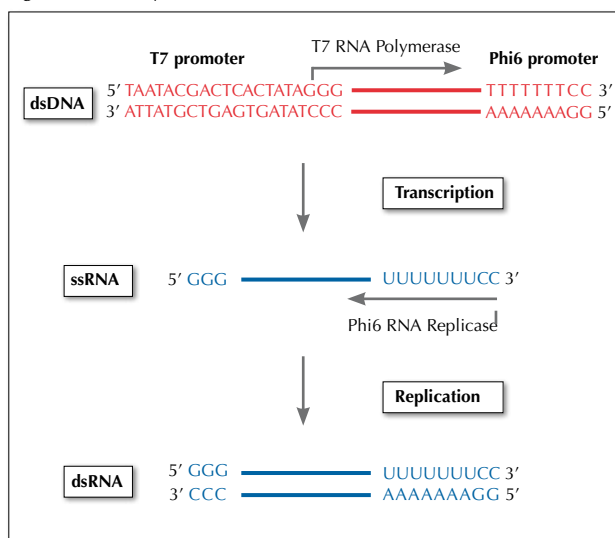 T7 promoter T7 RNA Polymerase Phi6 promoter
dsDNA
5′ TAATACGACTCACTATAGGG TTTTTTTCC 3′
3′ ATTATGCTGAGTGATATCCC AAAAAAAGG 5′
Transcription
ssRNA 5′ GGG UUUUUUUCC 3′
Phi6 RNA Replicase
Replication
dsRNA
5′ GGG UUUUUUUCC 3′
3′ CCC AAAAAAAGG 5′